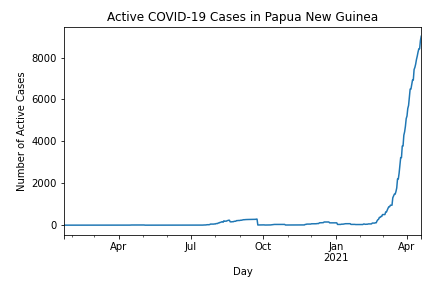 Active COVID-19 Cases in Papua New Guinea
Number of Active Cases
8000
6000
4000
2000
0
Apr Jul Oct Jan Apr
2021
Day